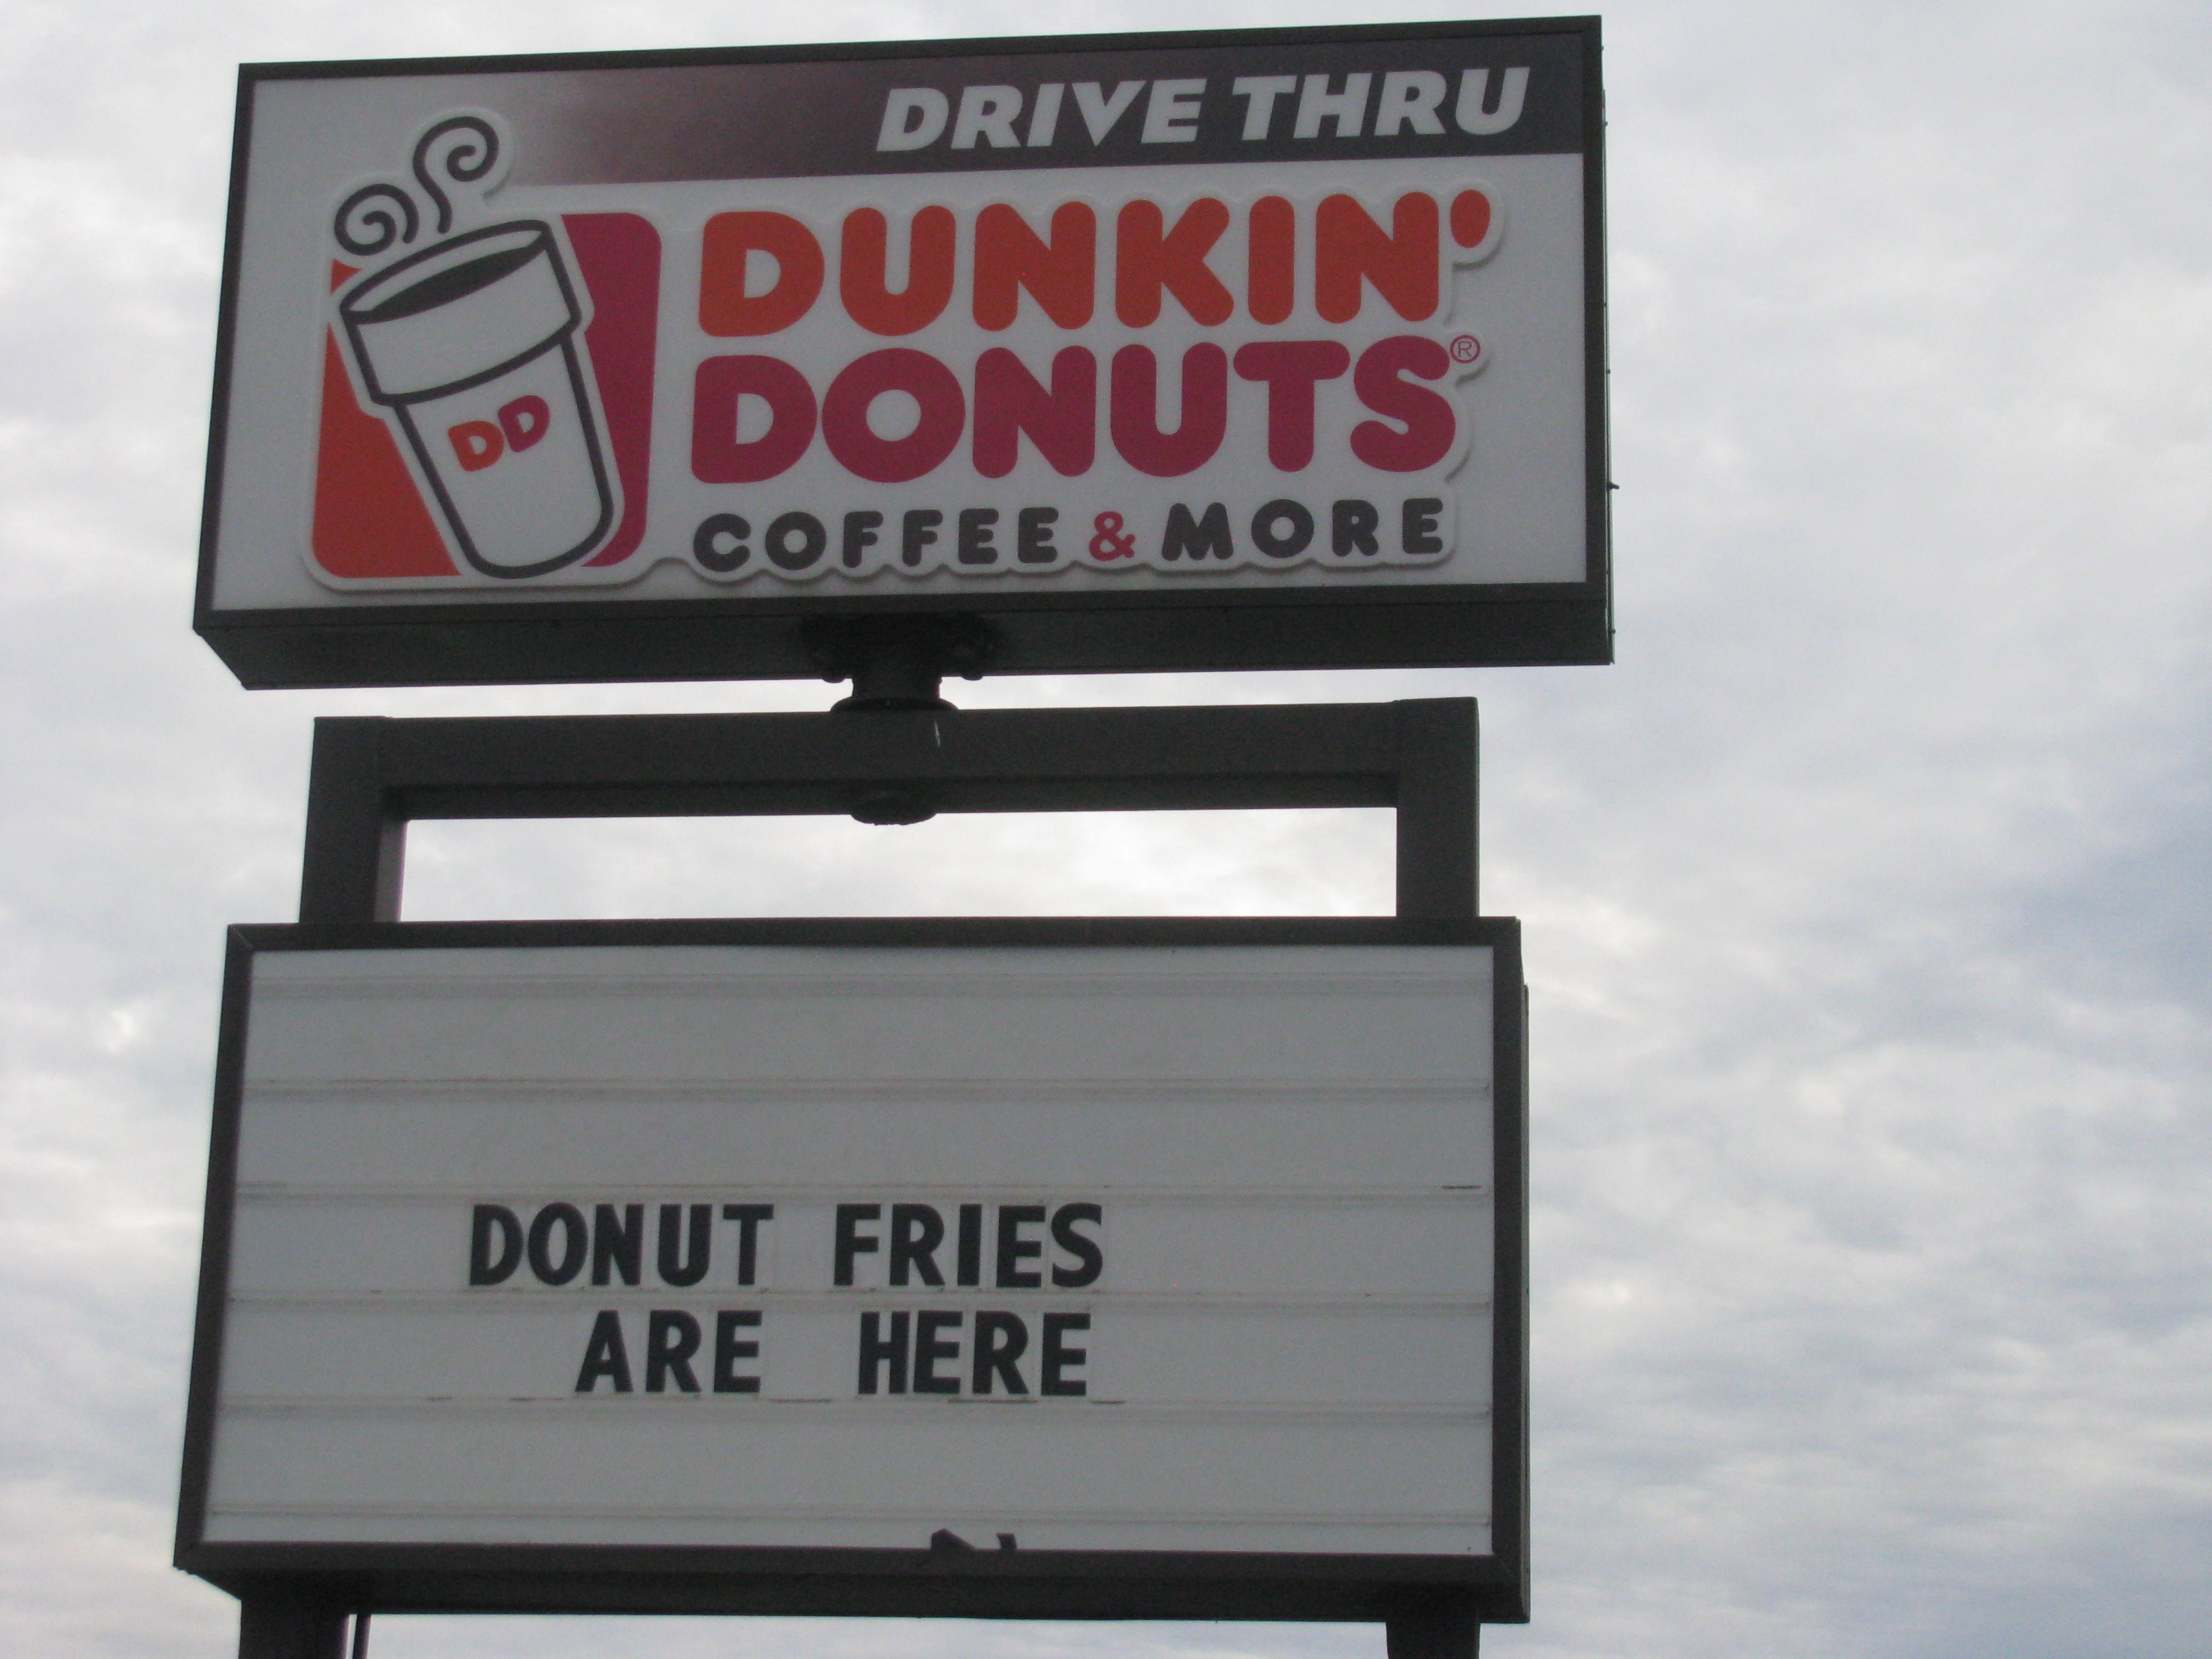 DRIVE THRU
DUNKIN'
DONUTS®
DD
COFFEE & MORE
DONUT FRIES
ARE HERE